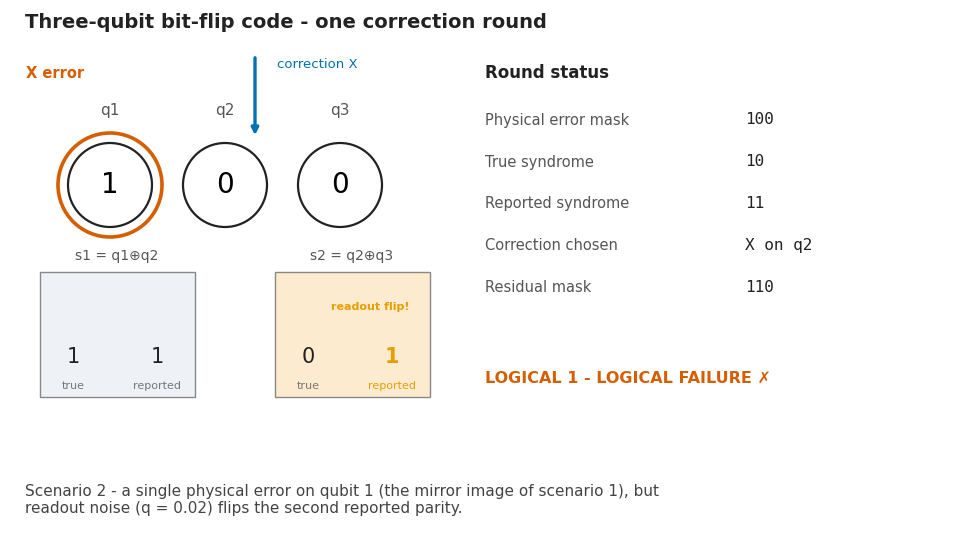 Three-qubit bit-flip code - one correction round
X error
correction X
q1 q2 q3
1 0 0
s1 = q1⊕q2 s2 = q2⊕q3
readout flip!
1 1 0 1
true reported true reported
Round status
Physical error mask 100
True syndrome 10
Reported syndrome 11
Correction chosen X on q2
Residual mask 110
LOGICAL 1 - LOGICAL FAILURE ✗
Scenario 2 - a single physical error on qubit 1 (the mirror image of scenario 1), but
readout noise (q = 0.02) flips the second reported parity.